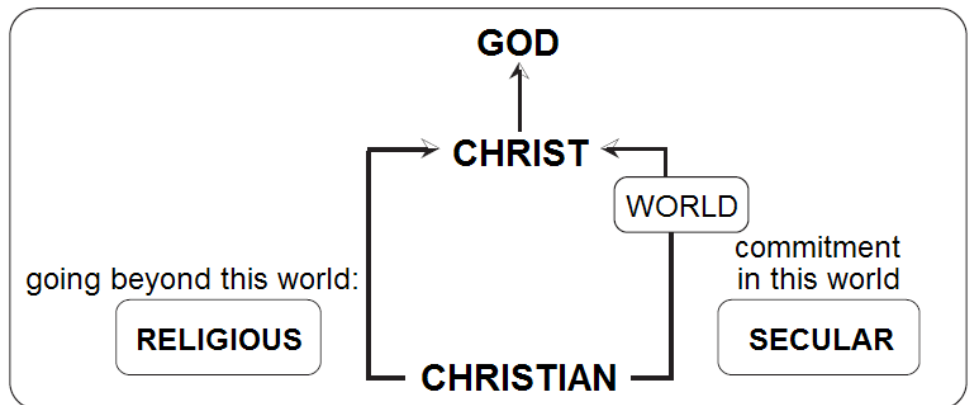 GOD
CHRIST
WORLD
going beyond this world:
RELIGIOUS
commitment
in this world
SECULAR
CHRISTIAN